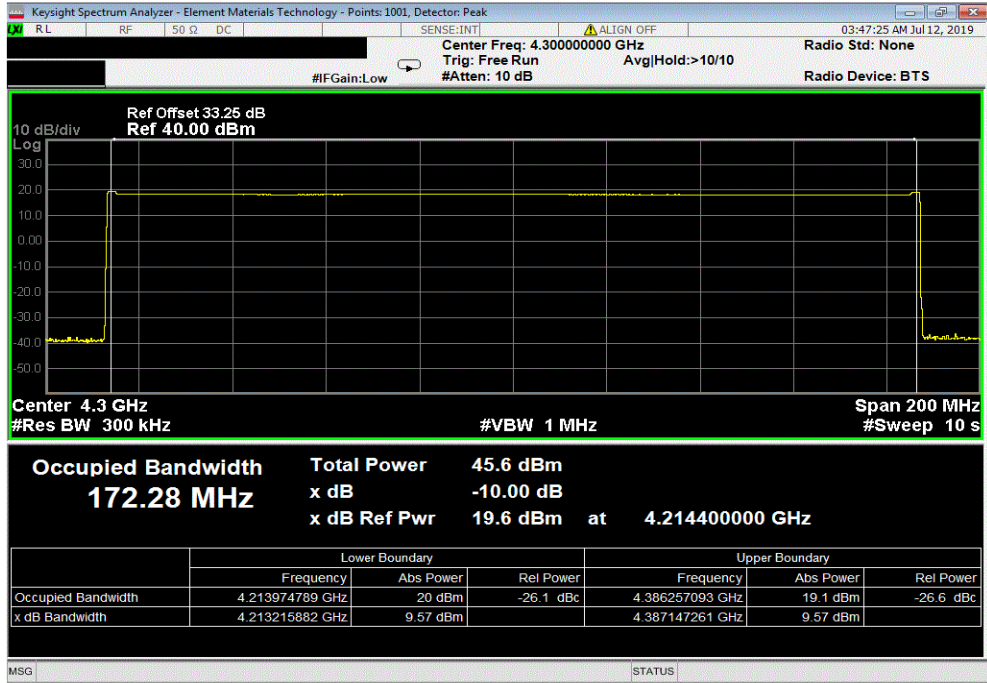 Keysight Spectrum Analyzer - Element Materials Technology - Points: 1001, Detector: Peak
LXI RL RF 50 Ω DC SENSE:INT ALIGN OFF 03:47:25 AM Jul 12, 2019
Center Freq: 4.300000000 GHz Radio Std: None
Trig: Free Run Avg|Hold:>10/10
#IFGain:Low #Atten: 10 dB Radio Device: BTS
Ref Offset 33.25 dB
10 dB/div Ref 40.00 dBm
Log
30.0
20.0
10.0
0.00
-10.0
-20.0
-30.0
-40.0
-50.0
Center 4.3 GHz Span 200 MHz
#Res BW 300 kHz #VBW 1 MHz #Sweep 10 s
Occupied Bandwidth Total Power 45.6 dBm
172.28 MHz x dB -10.00 dB
x dB Ref Pwr 19.6 dBm at 4.214400000 GHz
Lower Boundary Upper Boundary
Frequency Abs Power Rel Power Frequency Abs Power Rel Power
Occupied Bandwidth 4.213974789 GHz 20 dBm -26.1 dBc 4.386257093 GHz 19.1 dBm -26.6 dBc
x dB Bandwidth 4.213215882 GHz 9.57 dBm 4.387147261 GHz 9.57 dBm
MSG STATUS